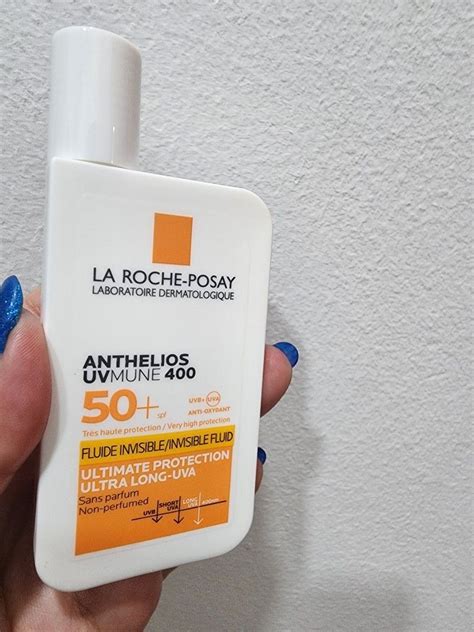 LA ROCHE-POSAY
LABORATOIRE DERMATOLOGIQUE
ANTHELIOS
UVMUNE 400
50+ spf
UVB+ UVA
ANTI-OXYDANT
Très haute protection / Very high protection
FLUIDE INVISIBLE/INVISIBLE FLUID
ULTIMATE PROTECTION
ULTRA LONG-UVA
Sans parfum
Non-perfumed
UVB
SHORT UVA
LONG UVA
400nm